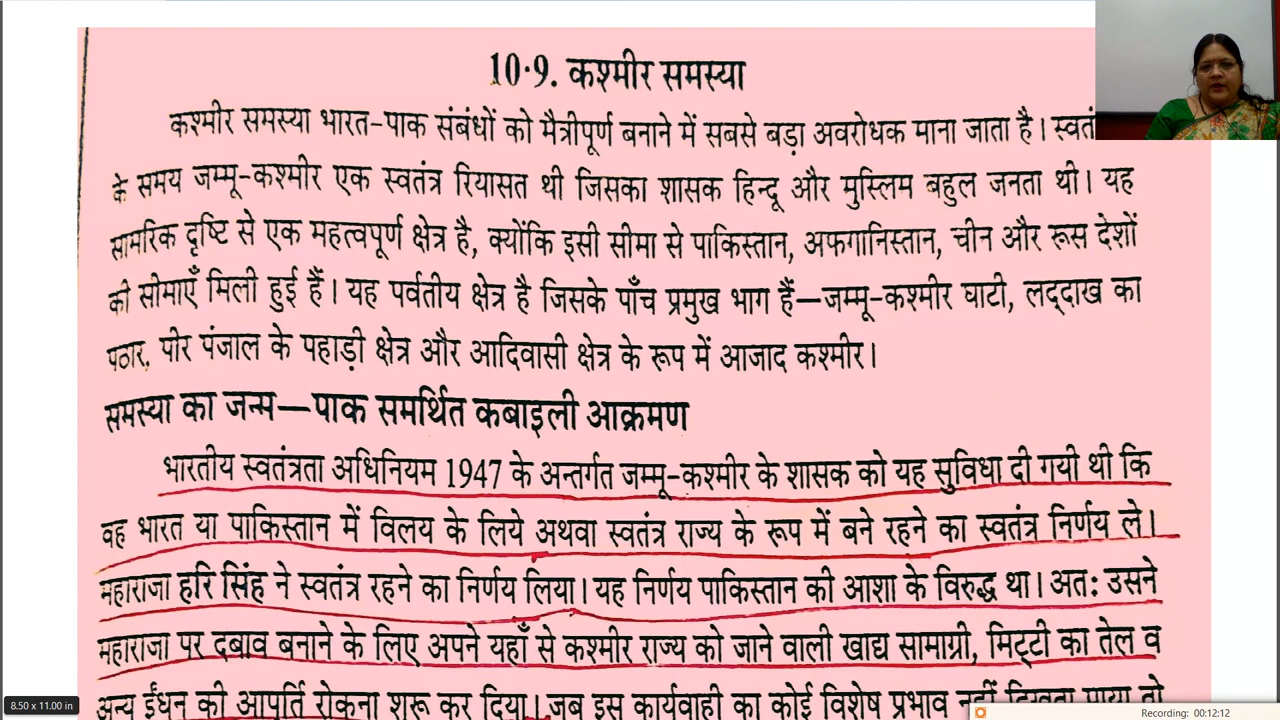 10·9. कश्मीर समस्या
कश्मीर समस्या भारत-पाक संबंधों को मैत्रीपूर्ण बनाने में सबसे बड़ा अवरोधक माना जाता है।
के समय जम्मू-कश्मीर एक स्वतंत्र रियासत थी जिसका शासक हिन्दू और मुस्लिम बहुल जनता थी। यह
सामरिक दृष्टि से एक महत्वपूर्ण क्षेत्र है, क्योंकि इसी सीमा से पाकिस्तान, अफगानिस्तान, चीन और रूस देशों
की सीमाएँ मिली हुई हैं। यह पर्वतीय क्षेत्र है जिसके पाँच प्रमुख भाग हैं—जम्मू-कश्मीर घाटी, लद्दाख का
पठार, पीर पंजाल के पहाड़ी क्षेत्र और आदिवासी क्षेत्र के रूप में आजाद कश्मीर।
समस्या का जन्म—पाक समर्थित कबाइली आक्रमण
भारतीय स्वतंत्रता अधिनियम 1947 के अन्तर्गत जम्मू-कश्मीर के शासक को यह सुविधा दी गयी थी कि
वह भारत या पाकिस्तान में विलय के लिये अथवा स्वतंत्र राज्य के रूप में बने रहने का स्वतंत्र निर्णय ले।
महाराजा हरि सिंह ने स्वतंत्र रहने का निर्णय लिया। यह निर्णय पाकिस्तान की आशा के विरुद्ध था। अतः उसने
महाराजा पर दबाव बनाने के लिए अपने यहाँ से कश्मीर राज्य को जाने वाली खाद्य सामाग्री, मिट्टी का तेल व
अन्य ईंधन की आपूर्ति रोकना शुरू कर दिया। जब इस कार्यवाही का कोई विशेष प्रभाव नहीं दिखता पाया तो
8.50 x 11.00 in
Recording: 00:12:12